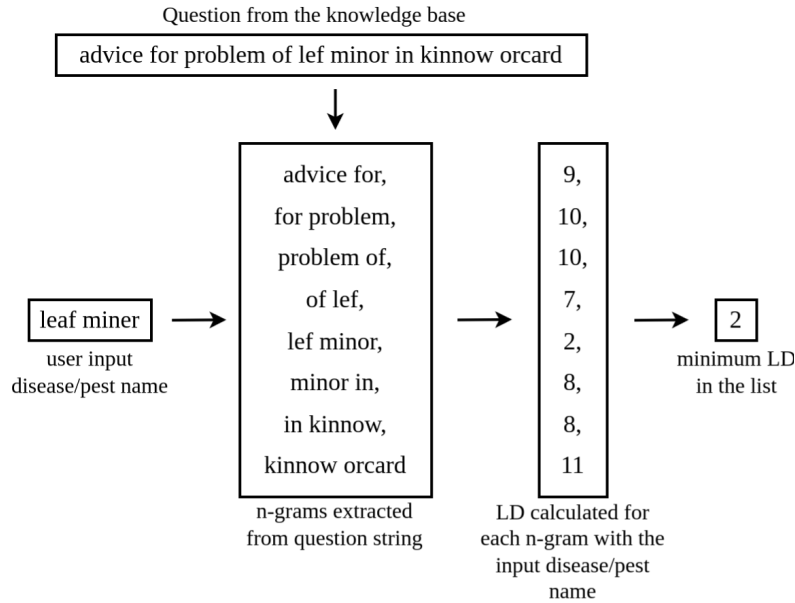 Question from the knowledge base
advice for problem of lef minor in kinnow orcard
advice for,
for problem,
problem of,
of lef,
lef minor,
minor in,
in kinnow,
kinnow orcard
9,
10,
10,
7,
2,
8,
8,
11
leaf miner
user input
disease/pest name
2
minimum LD
in the list
n-grams extracted
from question string
LD calculated for
each n-gram with the
input disease/pest
name